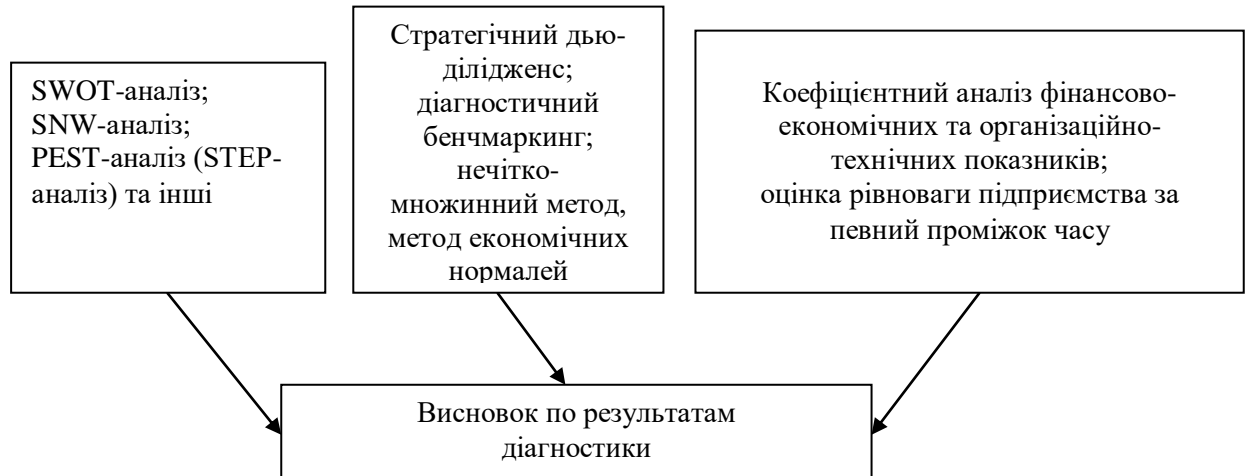 SWOT-аналіз;
SNW-аналіз;
PEST-аналіз (STEP-
аналіз) та інші
Стратегічний дью-
ділідженс;
діагностичний
бенчмаркинг;
нечітко-
множинний метод,
метод економічних
нормалей
Коефіцієнтний аналіз фінансово-
економічних та організаційно-
технічних показників;
оцінка рівноваги підприємства за
певний проміжок часу
Висновок по результатам
діагностики